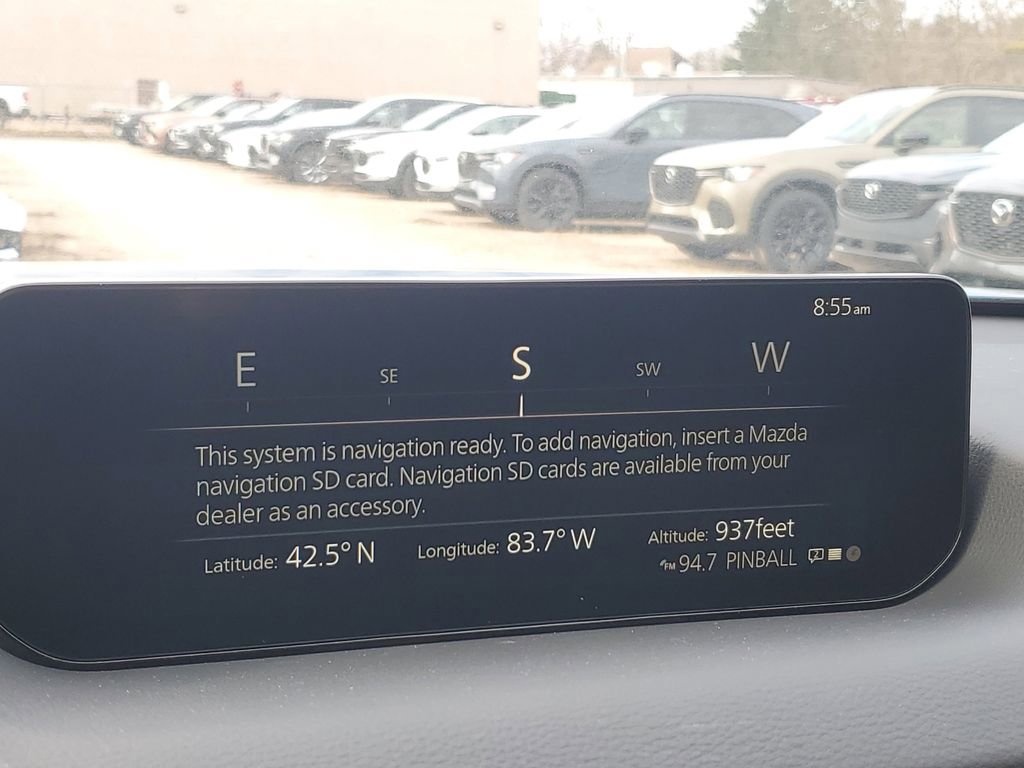 8:55am
E SE S SW W
This system is navigation ready. To add navigation, insert a Mazda
navigation SD card. Navigation SD cards are available from your
dealer as an accessory.
Latitude: 42.5° N Longitude: 83.7° W Altitude: 937feet
FM 94.7 PINBALL 2